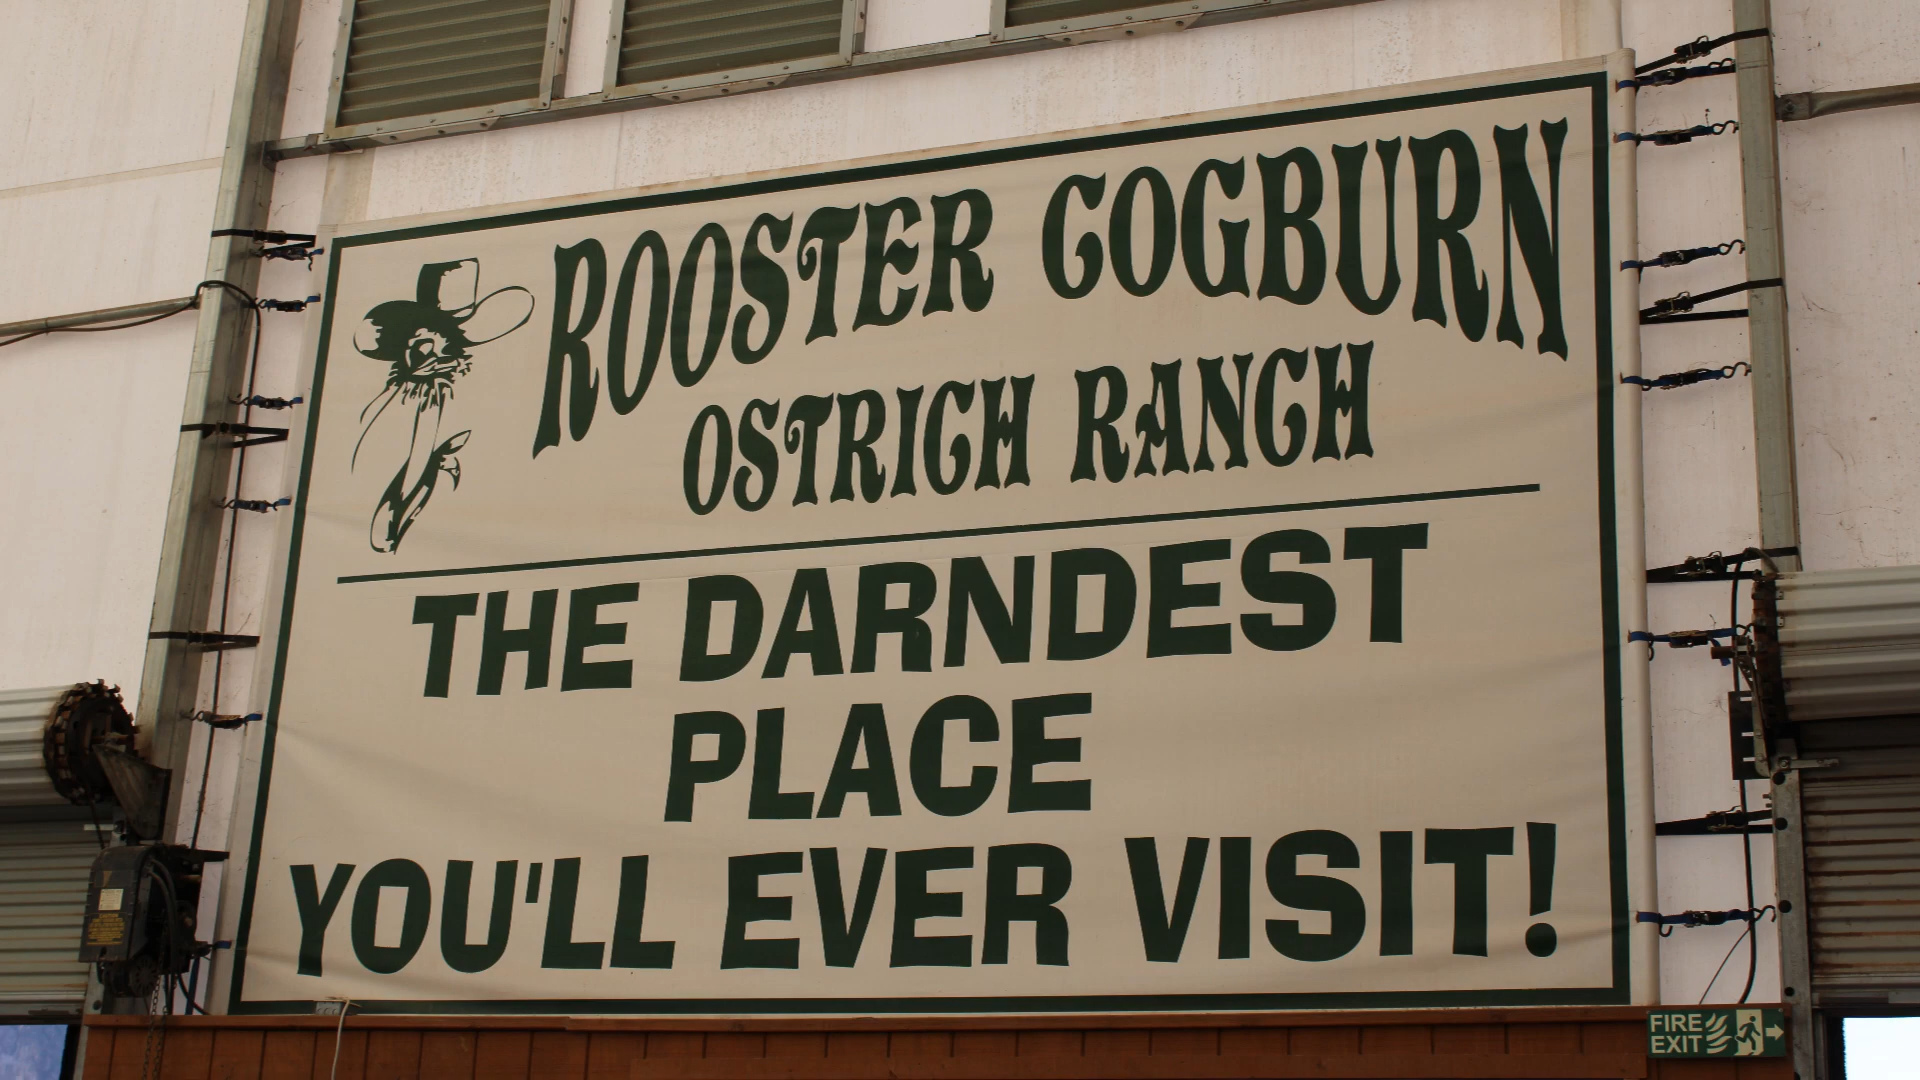 ROOSTER COGBURN
OSTRICH RANCH
THE DARNDEST
PLACE
YOU'LL EVER VISIT!
FIRE
EXIT